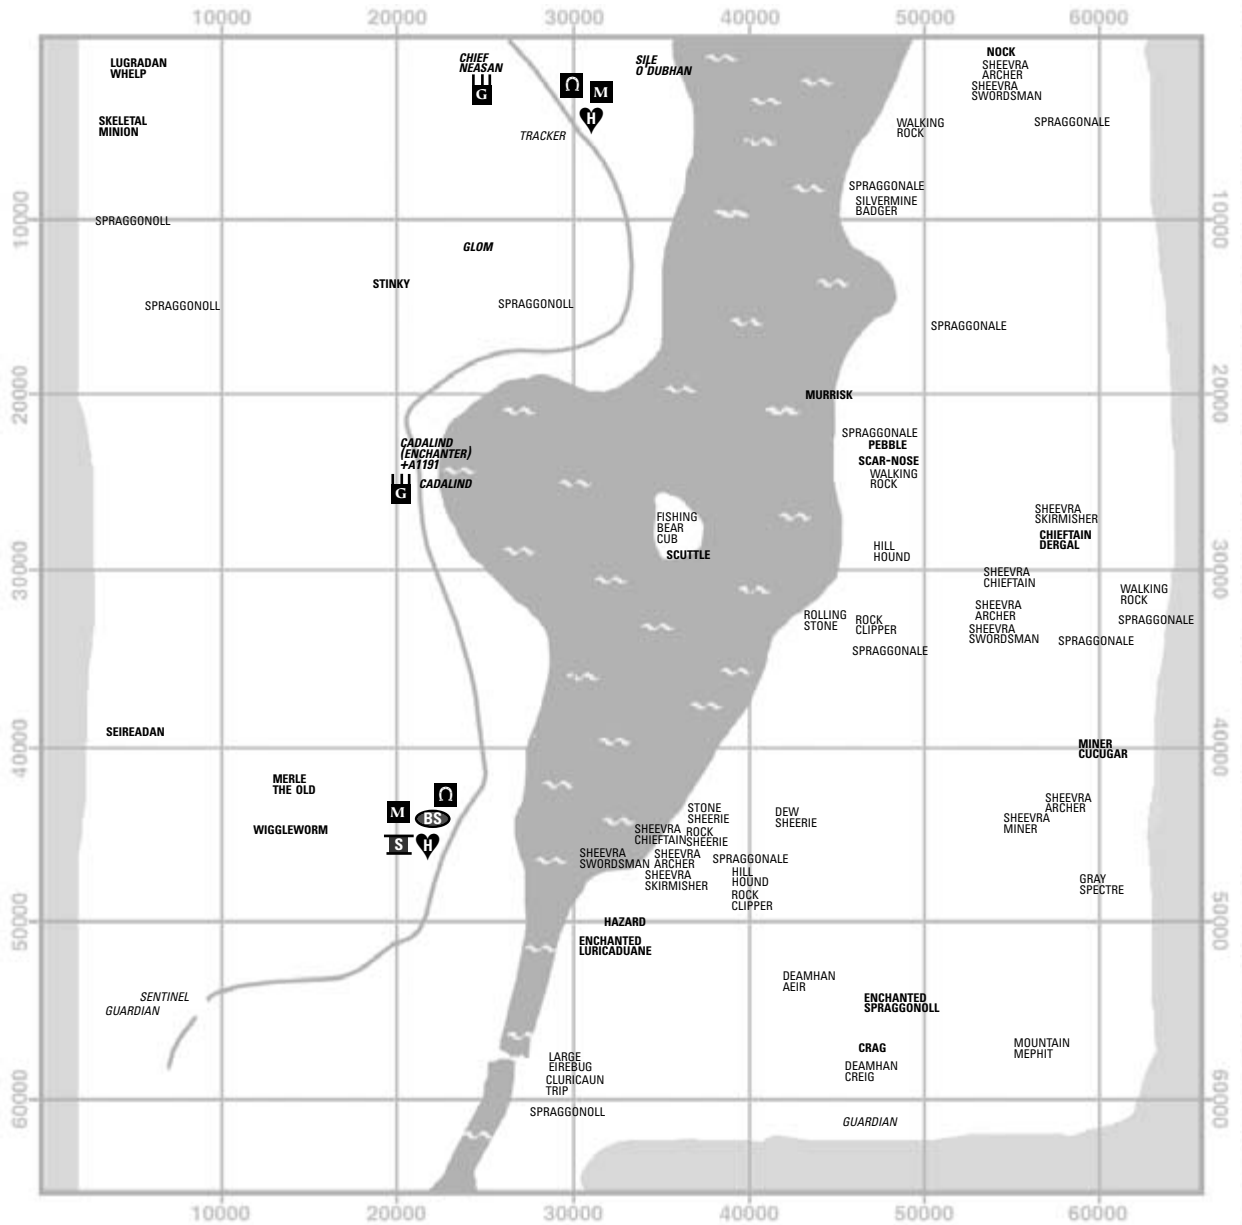 10000 20000 30000 40000 50000 60000
LUGRADAN
WHELP
CHIEF
NEASAN
G
Ω
M
H
SILE
O'DUBHAN
NOCK
SHEEVRA
ARCHER
SHEEVRA
SWORDSMAN
SKELETAL
MINION
TRACKER
WALKING
ROCK
SPRAGGONALE
SPRAGGONALE
SILVERMINE
BADGER
10000
10000
SPRAGGONOLL
GLOM
STINKY
SPRAGGONOLL
SPRAGGONOLL
SPRAGGONALE
20000
20000
MURRISK
CADALIND
(ENCHANTER)
+A1191
G
CADALIND
SPRAGGONALE
PEBBLE
SCAR-NOSE
WALKING
ROCK
FISHING
BEAR
CUB
SCUTTLE
SHEEVRA
SKIRMISHER
CHIEFTAIN
DERGAL
HILL
HOUND
30000
30000
SHEEVRA
CHIEFTAIN
WALKING
ROCK
SHEEVRA
ARCHER
SHEEVRA
SWORDSMAN
ROLLING
STONE
ROCK
CLIPPER
SPRAGGONALE
SPRAGGONALE
SPRAGGONALE
SEIREADAN
40000
40000
MINER
CUCUGAR
MERLE
THE OLD
Ω
M
BS
S
H
WIGGLEWORM
STONE
SHEERIE
DEW
SHEERIE
SHEEVRA
CHIEFTAIN
ROCK
SHEERIE
SHEEVRA
ARCHER
SHEEVRA
MINER
SHEEVRA
SWORDSMAN
SHEEVRA
ARCHER
SPRAGGONALE
SHEEVRA
SKIRMISHER
HILL
HOUND
ROCK
CLIPPER
GRAY
SPECTRE
50000
50000
HAZARD
ENCHANTED
LURICADUANE
DEAMHAN
AEIR
ENCHANTED
SPRAGGONOLL
SENTINEL
GUARDIAN
CRAG
DEAMHAN
CREIG
MOUNTAIN
MEPHIT
LARGE
EIREBUG
CLURICAUN
TRIP
SPRAGGONOLL
60000
60000
GUARDIAN
10000 20000 30000 40000 50000 60000